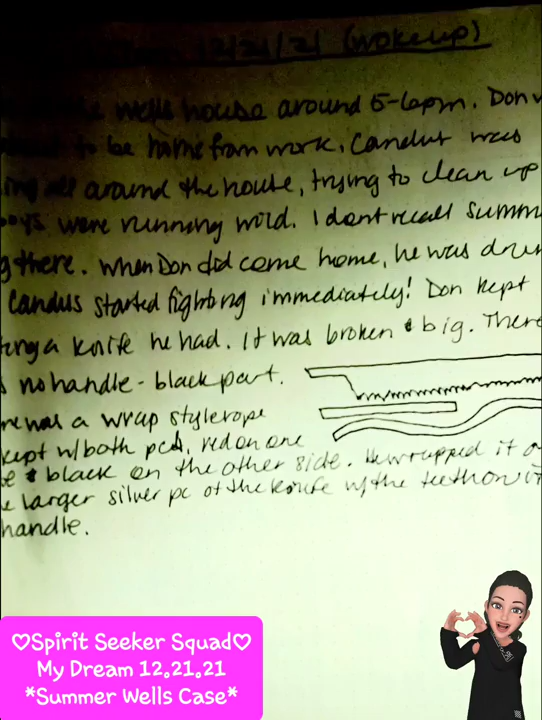 12/21/21 (wokeup)
wells house around 5-6pm. Don
to be home from work. Candus was
all around the house, trying to clean up
were running wild. I dont recall summ
g there. When Don did come home, he was drun
Candus started fighting immediately! Don kept
a knife he had. It was broken & big. There
s no handle - black part.
re was a wrap style rope
kept w/both pcs, red on one
e & black on the other side. He wrapped it o
e larger silver pc of the knife w/the teeth on it
handle.
♡Spirit Seeker Squad♡
My Dream 12.21.21
*Summer Wells Case*